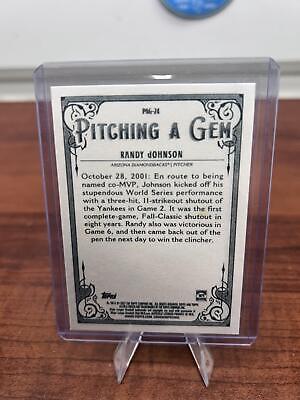 PAG-74
PITCHING A GEM
RANDY JOHNSON
ARIZONA DIAMONDBACKS | PITCHER
October 28, 2001: En route to being
named co-MVP, Johnson kicked off his
stupendous World Series performance
with a three-hit, 11-strikeout shutout of
the Yankees in Game 2. It was the first
complete-game, Fall-Classic shutout in
eight years. Randy also was victorious in
Game 6, and then came back out of the
pen the next day to win the clincher.
Topps